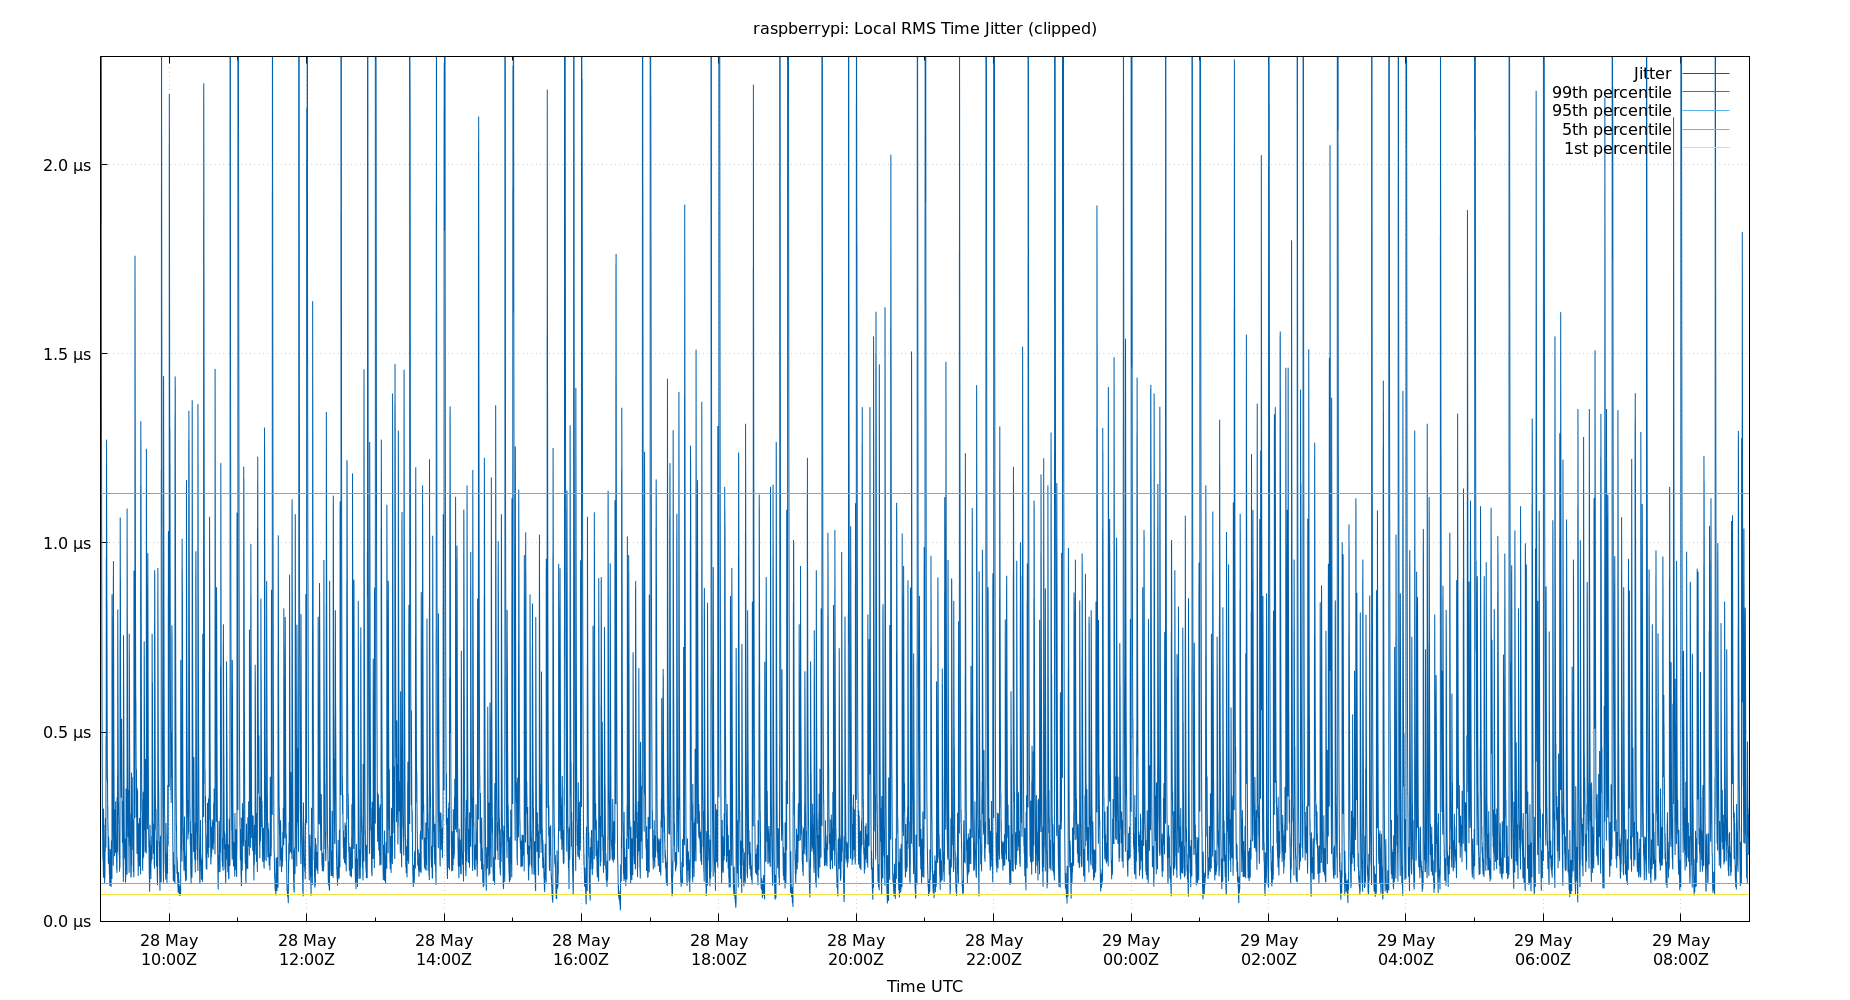 raspberrypi: Local RMS Time Jitter (clipped)
Jitter
99th percentile
95th percentile
5th percentile
1st percentile
2.0 µs
1.5 µs
1.0 µs
0.5 µs
0.0 µs
28 May 28 May 28 May 28 May 28 May 28 May 28 May 29 May 29 May 29 May 29 May 29 May
10:00Z 12:00Z 14:00Z 16:00Z 18:00Z 20:00Z 22:00Z 00:00Z 02:00Z 04:00Z 06:00Z 08:00Z
Time UTC